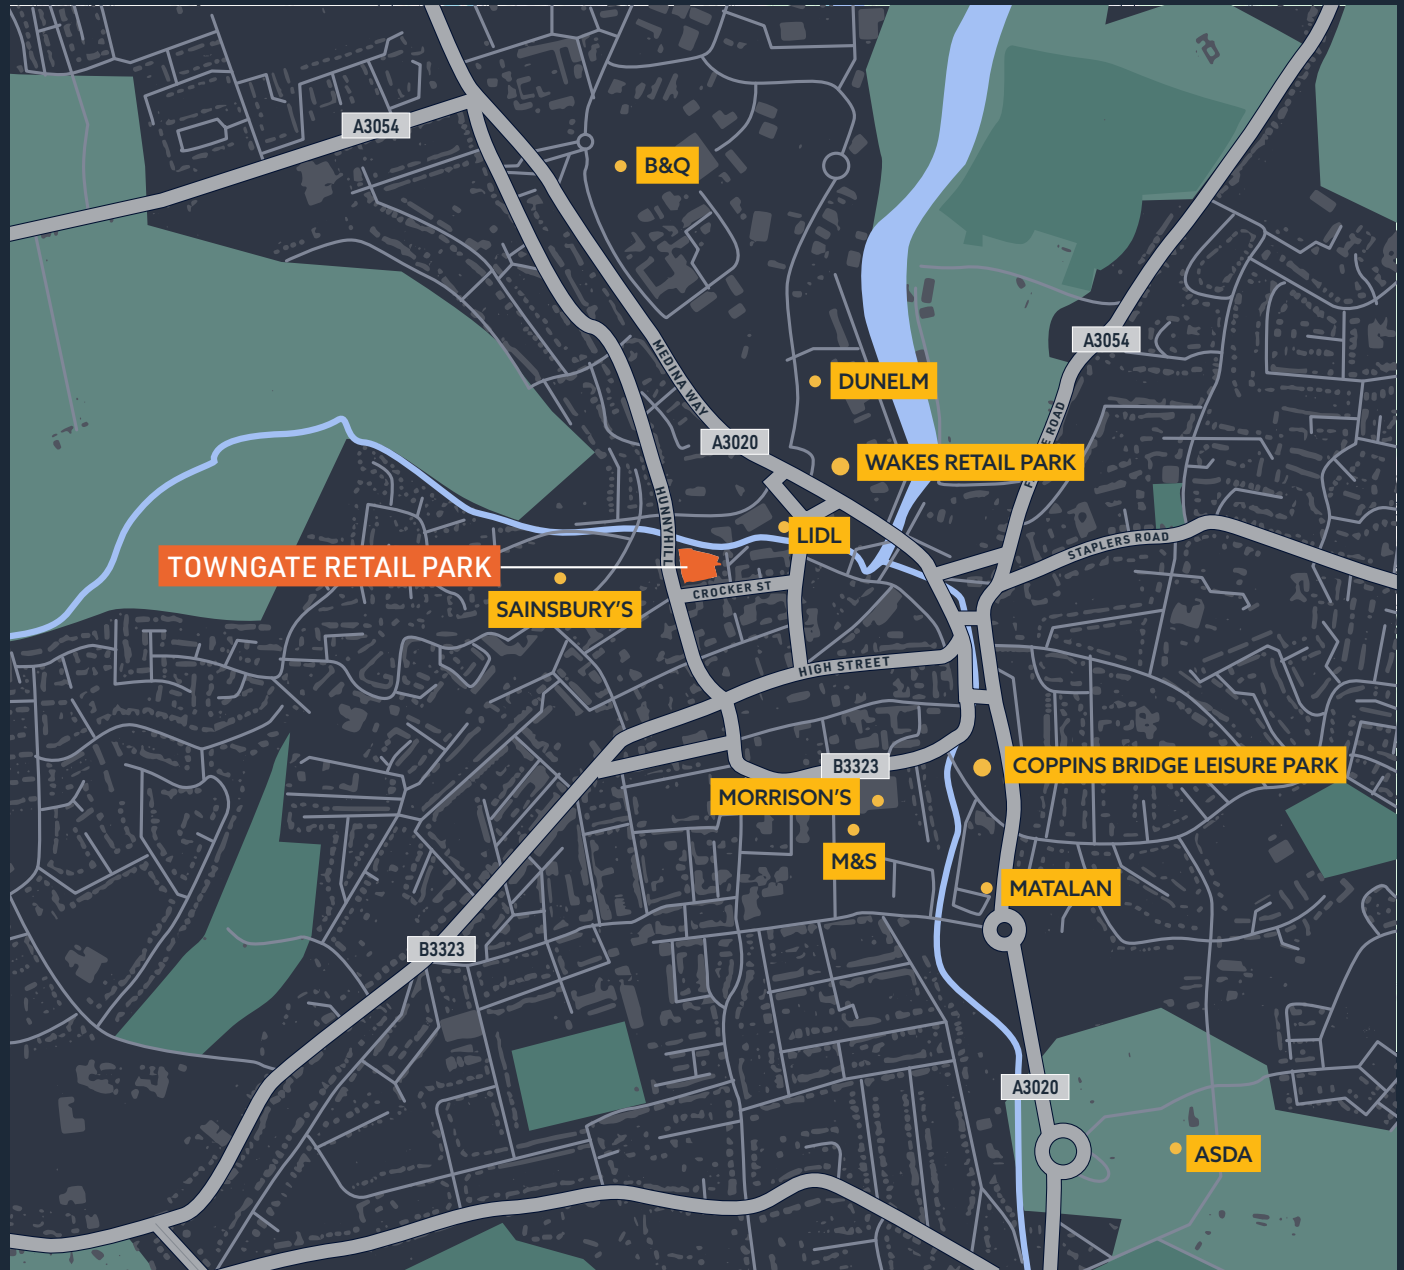 A3054
B&Q
A3054
MEDINA WAY
DUNELM
A3020
WAKES RETAIL PARK
ROAD
HUNNYHILL
LIDL
STAPLERS ROAD
TOWNGATE RETAIL PARK
SAINSBURY'S
CROCKER ST
HIGH STREET
B3323
COPPINS BRIDGE LEISURE PARK
MORRISON'S
M&S
MATALAN
B3323
A3020
ASDA